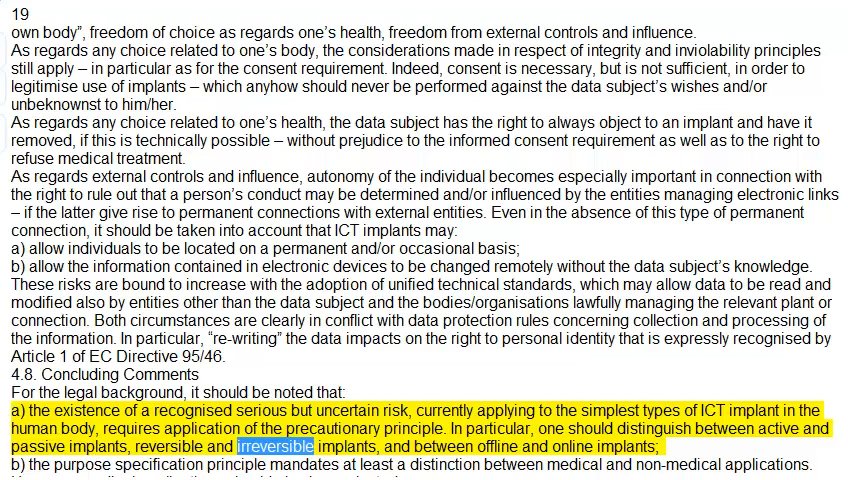 19
own body”, freedom of choice as regards one’s health, freedom from external controls and influence.
As regards any choice related to one’s body, the considerations made in respect of integrity and inviolability principles
still apply – in particular as for the consent requirement. Indeed, consent is necessary, but is not sufficient, in order to
legitimise use of implants – which anyhow should never be performed against the data subject’s wishes and/or
unbeknownst to him/her.
As regards any choice related to one’s health, the data subject has the right to always object to an implant and have it
removed, if this is technically possible – without prejudice to the informed consent requirement as well as to the right to
refuse medical treatment.
As regards external controls and influence, autonomy of the individual becomes especially important in connection with
the right to rule out that a person’s conduct may be determined and/or influenced by the entities managing electronic links
– if the latter give rise to permanent connections with external entities. Even in the absence of this type of permanent
connection, it should be taken into account that ICT implants may:
a) allow individuals to be located on a permanent and/or occasional basis;
b) allow the information contained in electronic devices to be changed remotely without the data subject’s knowledge.
These risks are bound to increase with the adoption of unified technical standards, which may allow data to be read and
modified also by entities other than the data subject and the bodies/organisations lawfully managing the relevant plant or
connection. Both circumstances are clearly in conflict with data protection rules concerning collection and processing of
the information. In particular, “re-writing” the data impacts on the right to personal identity that is expressly recognised by
Article 1 of EC Directive 95/46.
4.8. Concluding Comments
For the legal background, it should be noted that:
a) the existence of a recognised serious but uncertain risk, currently applying to the simplest types of ICT implant in the
human body, requires application of the precautionary principle. In particular, one should distinguish between active and
passive implants, reversible and irreversible implants, and between offline and online implants;
b) the purpose specification principle mandates at least a distinction between medical and non-medical applications.